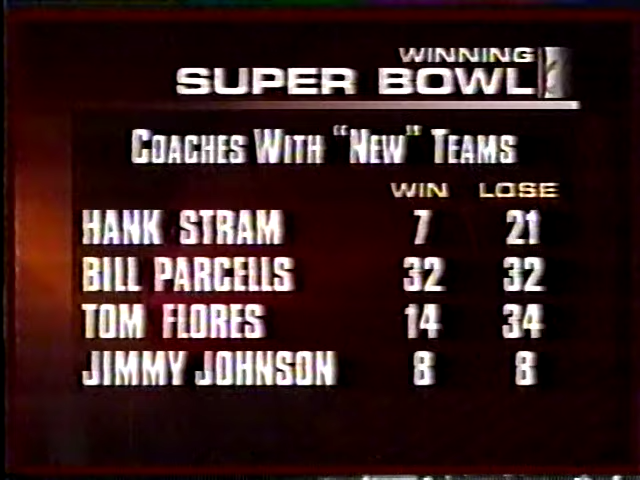 WINNING
SUPER BOWL
COACHES WITH "NEW" TEAMS
WIN LOSE
HANK STRAM 7 21
BILL PARCELLS 32 32
TOM FLORES 14 34
JIMMY JOHNSON 8 8